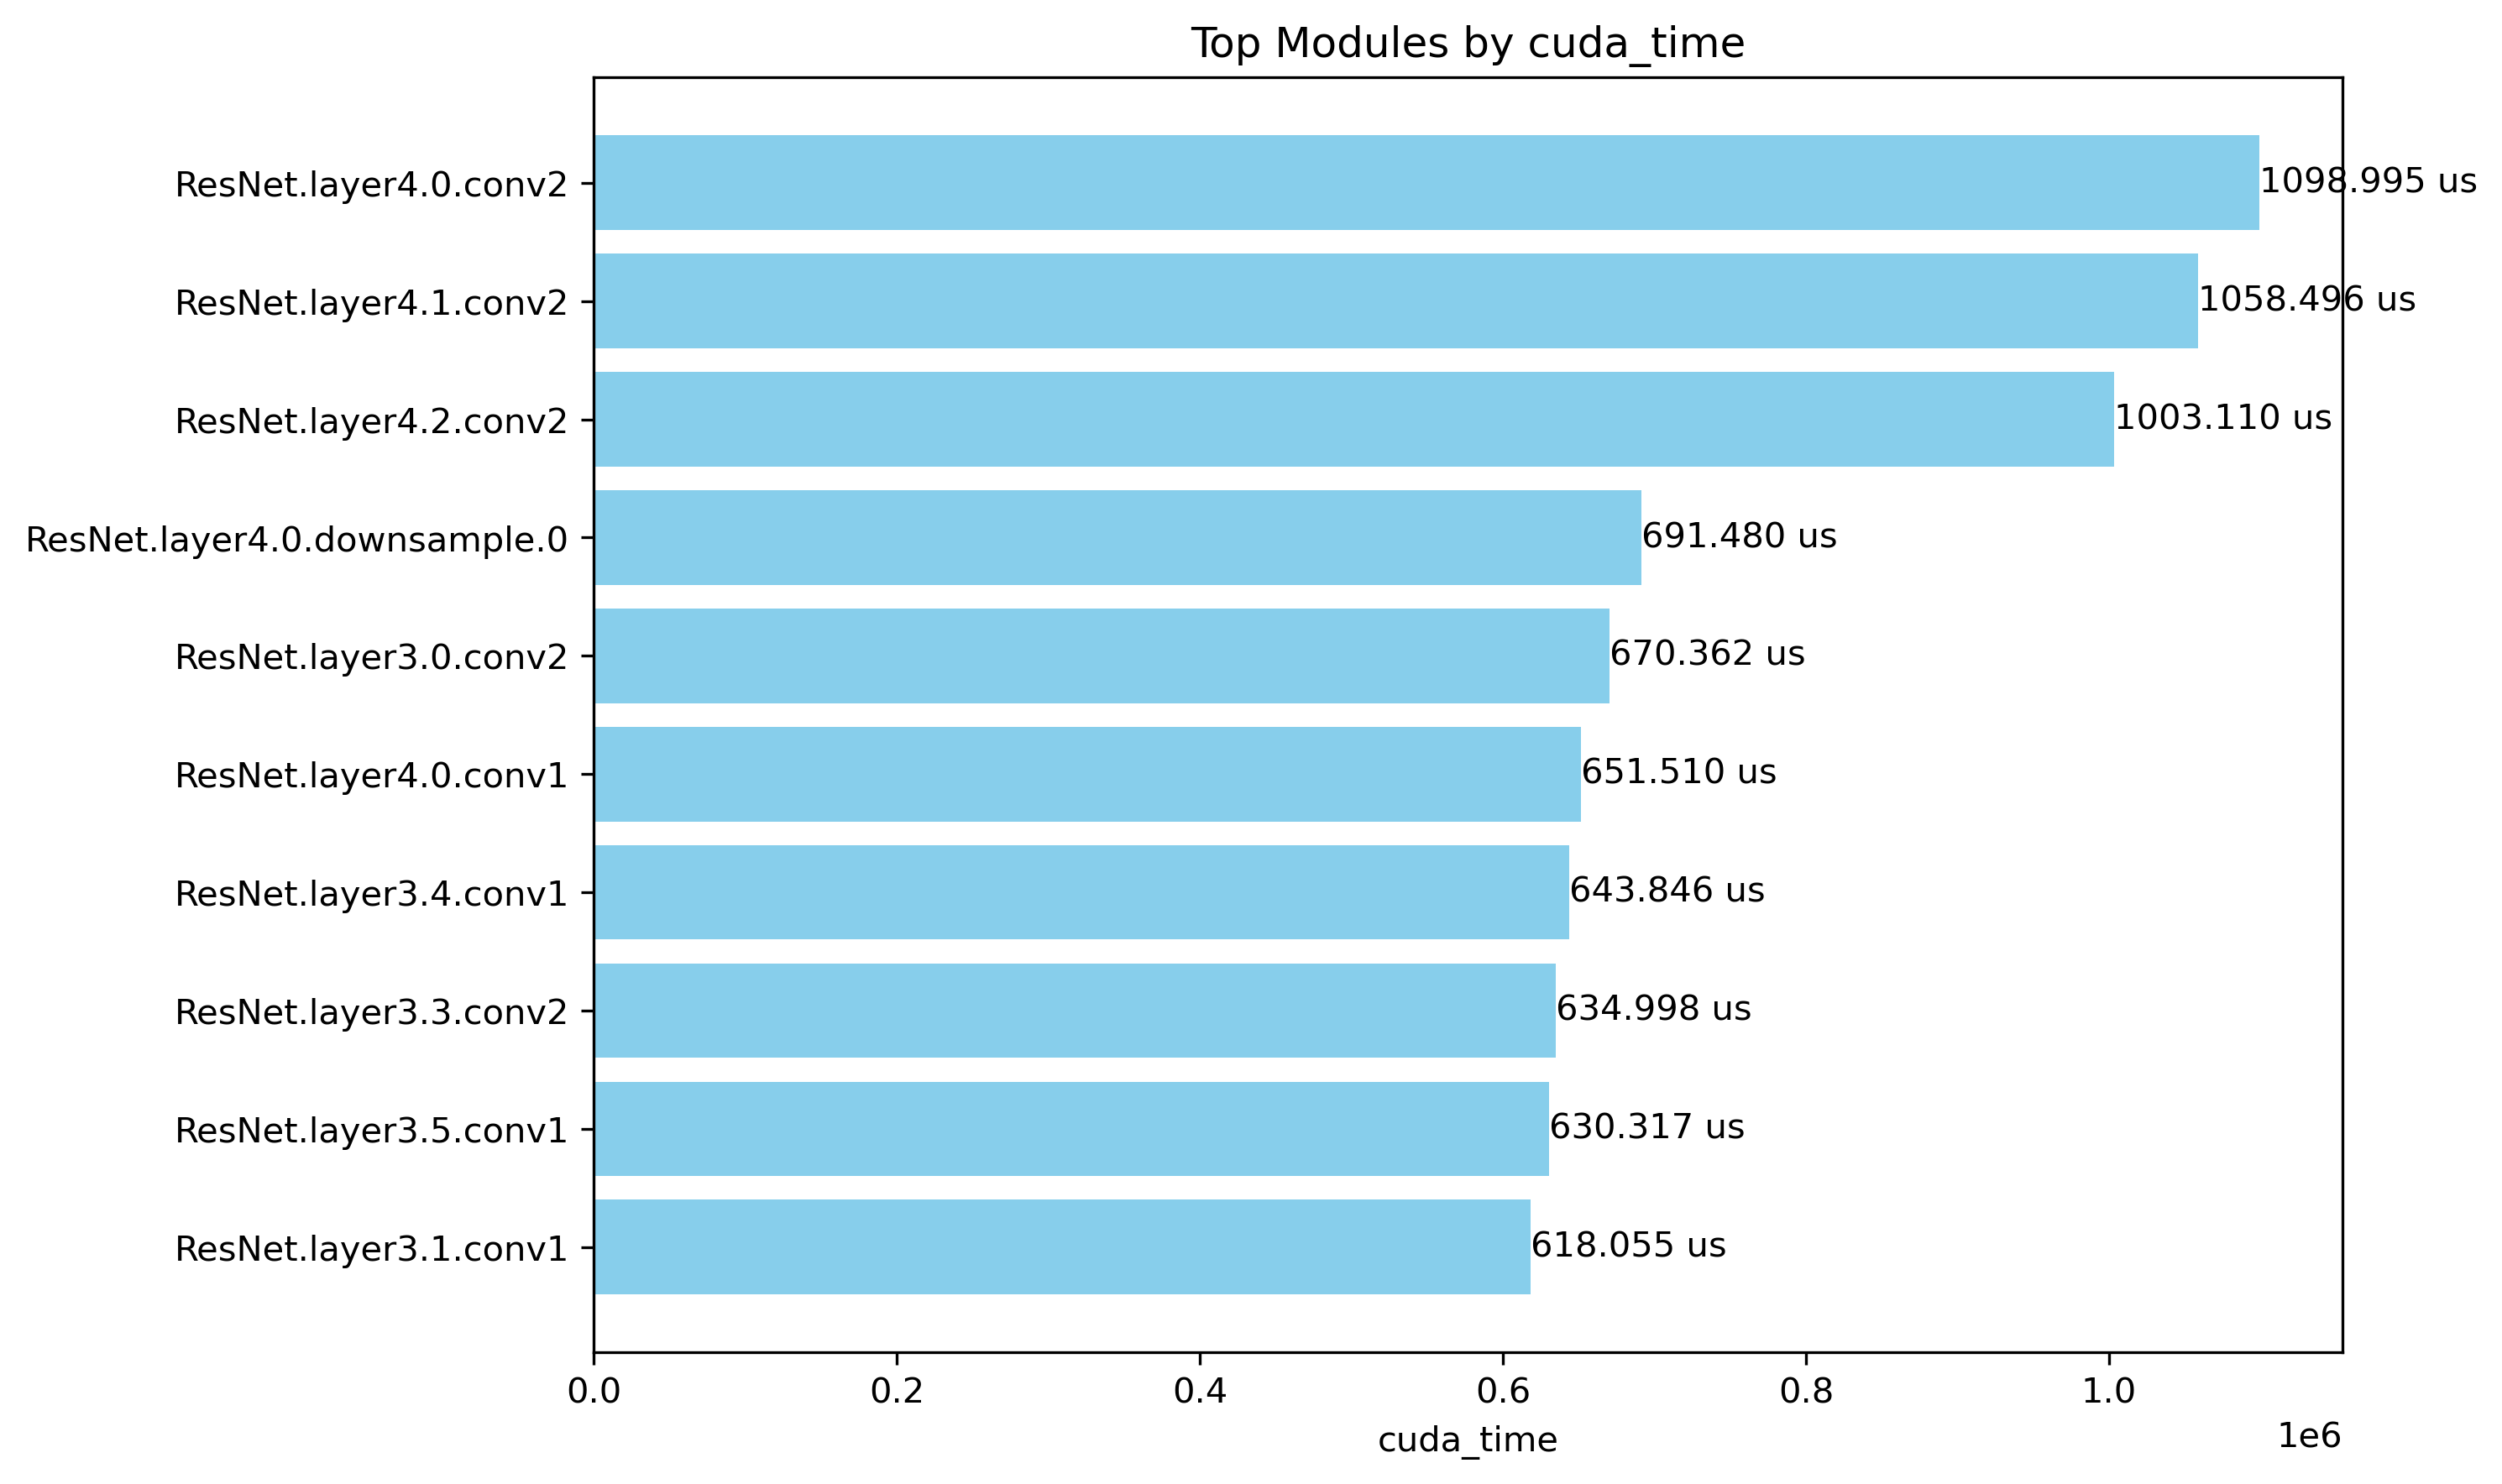 Top Modules by cuda_time
ResNet.layer4.0.conv2 1098.995 us
ResNet.layer4.1.conv2 1058.496 us
ResNet.layer4.2.conv2 1003.110 us
ResNet.layer4.0.downsample.0 691.480 us
ResNet.layer3.0.conv2 670.362 us
ResNet.layer4.0.conv1 651.510 us
ResNet.layer3.4.conv1 643.846 us
ResNet.layer3.3.conv2 634.998 us
ResNet.layer3.5.conv1 630.317 us
ResNet.layer3.1.conv1 618.055 us
0.0 0.2 0.4 0.6 0.8 1.0
cuda_time 1e6